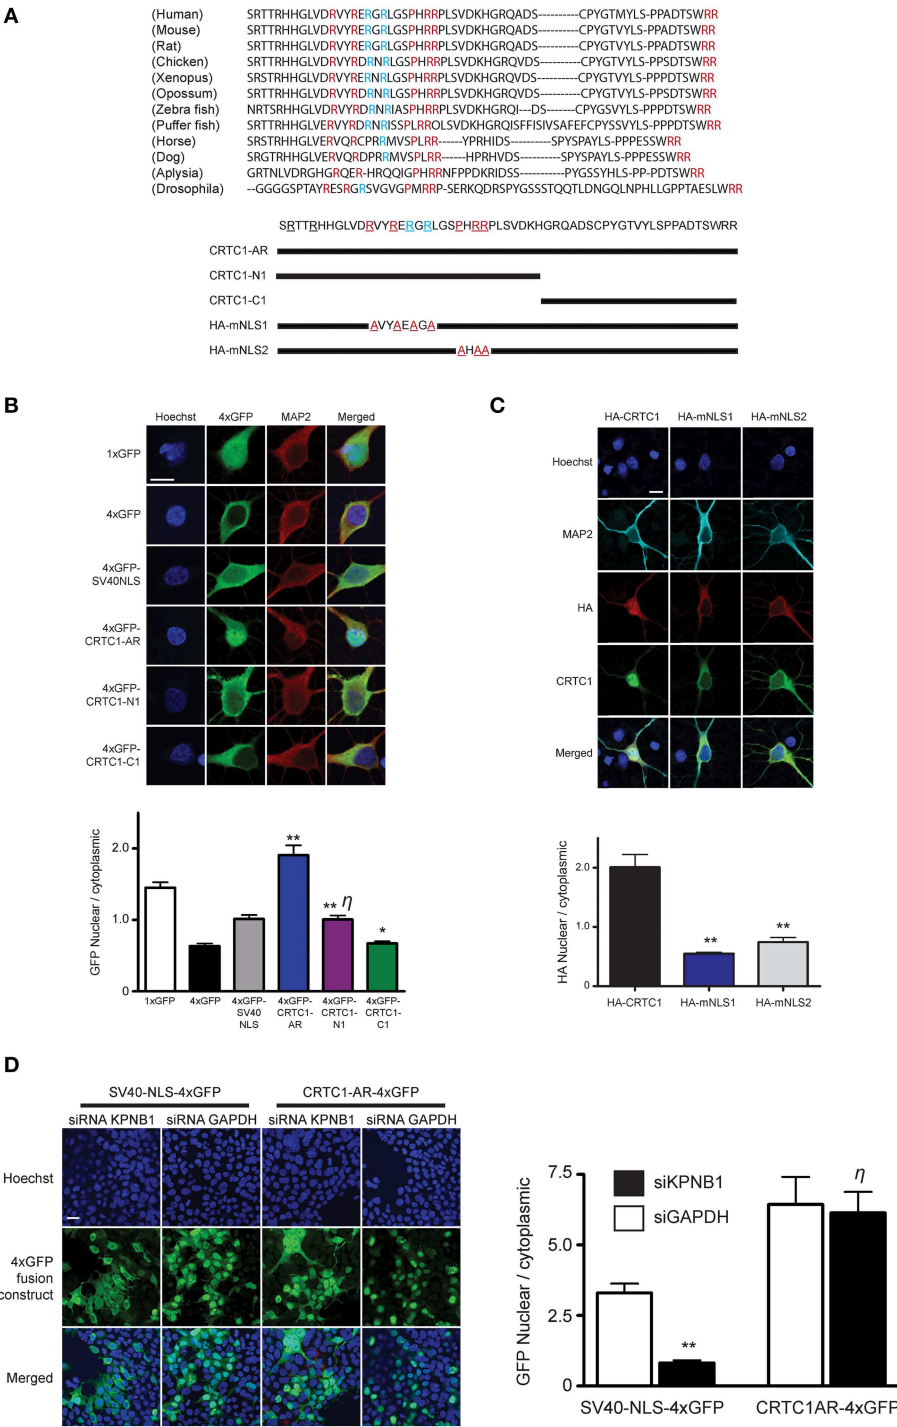 A
(Human) SRTTRHHGLVDRVYRERGRLGSPHRRPLSVDKHGRQADS----------CPYGTMYLS-PPADTSWRR
(Mouse) SRTTRHHGLVDRVYRERGRLGSPHRRPLSVDKHGRQADS----------CPYGTVYLS-PPADTSWRR
(Rat) SRTTRHHGLVDRVYRERGRLGSPHRRPLSVDKHGRQADS----------CPYGTVYLS-PPADTSWRR
(Chicken) SRTTRHHGLVDRVYRDRNRLGSPHRRPLSVDKHGRQVDS----------CPYGTVYLS-PPSDTSWRR
(Xenopus) SRSTRHHGLVDRVYRERNRLGSPHRRPLSVDKHGRQVDS----------CPYGTVYLS-PPPDTSWRR
(Opossum) SRTTRHHGLVDRVYRDRNRLGSPHRRPLSVDKHGRQADS----------CPYGTVYLS-PPADTSWRR
(Zebra fish) NRTSRHHGLVDRVYRDRNRIASPHRRPLSVDKHGRQI---DS--------CPYGSVYLS-PPPDTSWRR
(Puffer fish) SRTTRHHGLVERVYRDRNRISSPLRROLSVDKHGRQISFFISIVSAFEFCPYSSVYLS-PPPDTSWRR
(Horse) SRSTRHHGLVERVQRCPRRMVSPLRR------YPRHIDS----------SPYSPAYLS-PPPESSWRR
(Dog) SRGTRHHGLVERVQRDPRRMVSPLRR------HPRHVDS----------SPYSPAYLS-PPPESSWRR
(Aplysia) GRTNLVDRGHGRQER-HRQQIGPHRRNFPPDKRIDSS-----------PYGSVYLS-PP-PDTSWRR
(Drosophila) --GGGGSPTAYRESRGRSVGVGPMRRP-SERKQDRSPYGSSSTQQTLDNGQLNPHLLGPPTAESLWRR
SRTTRHHGLVDRVYRERGRLGSPHRRPLSVDKHGRQADSCPYGTVYLSPPADTSWRR
CRTC1-AR
CRTC1-N1
CRTC1-C1
HA-mNLS1 AVYAEAGA
HA-mNLS2 AHAA
B
Hoechst 4xGFP MAP2 Merged
1xGFP
4xGFP
4xGFP-
SV40NLS
4xGFP-
CRTC1-AR
4xGFP-
CRTC1-N1
4xGFP-
CRTC1-C1
GFP Nuclear / cytoplasmic
2.0
1.0
0
**
** η
*
1xGFP 4xGFP 4xGFP-SV40 NLS 4xGFP-CRTC1-AR 4xGFP-CRTC1-N1 4xGFP-CRTC1-C1
C
HA-CRTC1 HA-mNLS1 HA-mNLS2
Hoechst
MAP2
HA
CRTC1
Merged
HA Nuclear / cytoplasmic
2.0
1.0
0
** **
HA-CRTC1 HA-mNLS1 HA-mNLS2
D
SV40-NLS-4xGFP CRTC1-AR-4xGFP
siRNA KPNB1 siRNA GAPDH siRNA KPNB1 siRNA GAPDH
Hoechst
4xGFP
fusion
construct
Merged
GFP Nuclear / cytoplasmic
7.5
5.0
2.5
0
siKPNB1
siGAPDH
**
η
SV40-NLS-4xGFP CRTC1AR-4xGFP